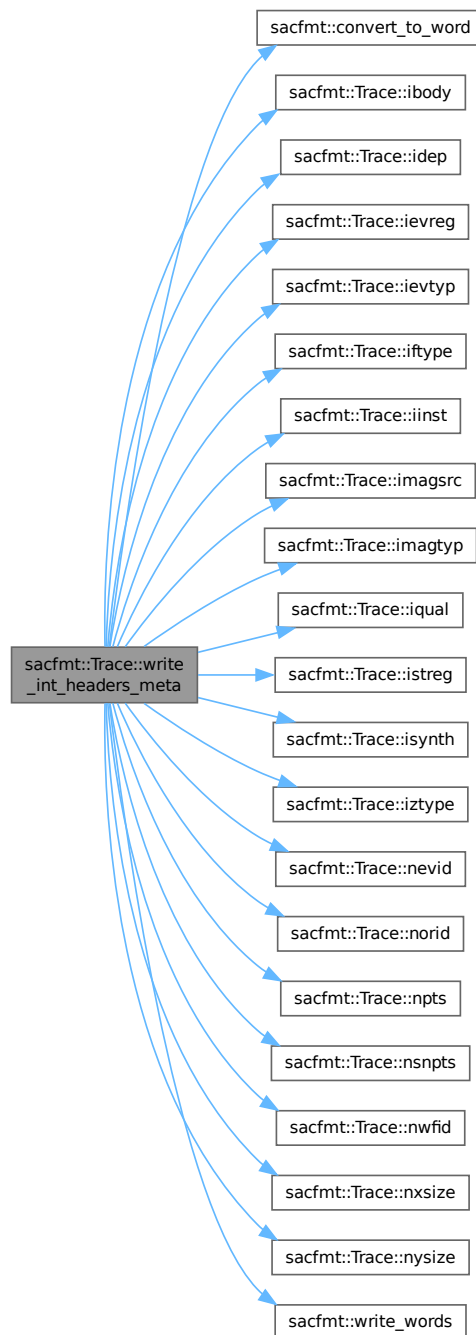 sacfmt::convert_to_word
sacfmt::Trace::ibody
sacfmt::Trace::idep
sacfmt::Trace::ievreg
sacfmt::Trace::ievtyp
sacfmt::Trace::iftype
sacfmt::Trace::iinst
sacfmt::Trace::imagsrc
sacfmt::Trace::imagtyp
sacfmt::Trace::iqual
sacfmt::Trace::write
_int_headers_meta
sacfmt::Trace::istreg
sacfmt::Trace::isynth
sacfmt::Trace::iztype
sacfmt::Trace::nevid
sacfmt::Trace::norid
sacfmt::Trace::npts
sacfmt::Trace::nsnpts
sacfmt::Trace::nwfid
sacfmt::Trace::nxsize
sacfmt::Trace::nysize
sacfmt::write_words